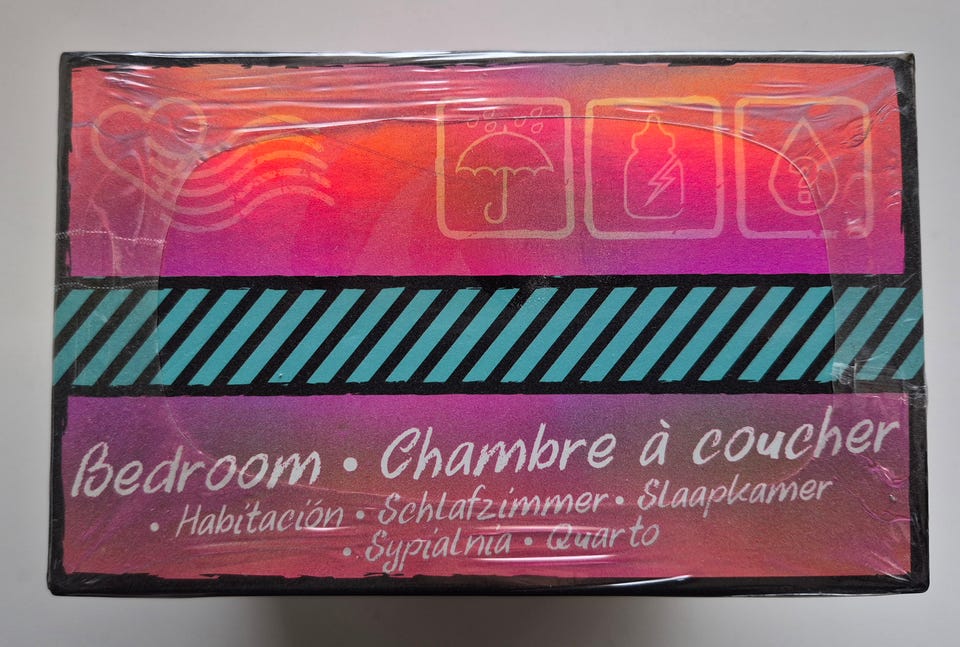 Bedroom • Chambre à coucher
• Habitación • Schlafzimmer • Slaapkamer
• Sypialnia • Quarto